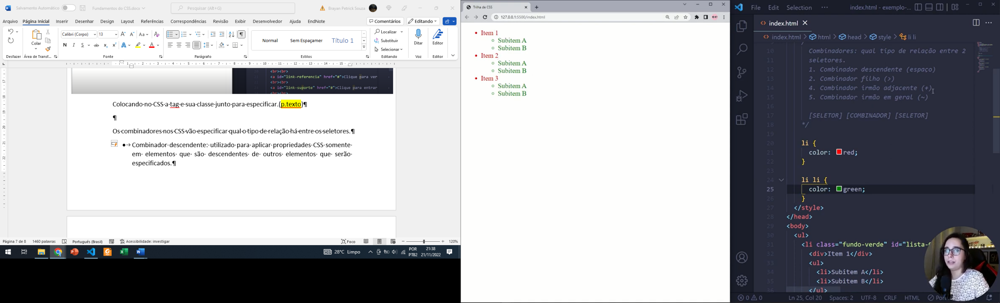 Salvamento Automático
Fundamentos do CSS.docx
Pesquisar (Alt+G)
Brayan Petrick Souza
Arquivo Página Inicial Inserir Desenhar Design Layout Referências Correspondências Revisão Exibir Desenvolvedor Ajuda EndNote
Comentários Editando
Calibri (Corpo) 13
Colar
Normal Sem Espaçamer Título 1
Localizar
Substituir
Selecionar
Ditar
Editor
Desfazer Área de Transf... Fonte Parágrafo Estilos Editando Voz Editor
<br><br>
<a id="link-referencia" href="#">Clique para ver
<br><br>
<a id="link-suporte" href="#">Clique para entrar
<br><br>
Colocando·no·CSS·a·tag·e·sua·classe·junto·para·especificar.(p.texto)¶
¶
Os·combinadores·nos·CSS·vão·especificar·qual·o·tipo·de·relação·há·entre·os·seletores.¶
●→Combinador·descendente:·utilizado·para·aplicar·propriedades·CSS·somente·
em· elementos· que· são· descendentes· de· outros· elementos· que· serão·
especificados.¶
Página 7 de 8 1460 palavras Português (Brasil) Acessibilidade: investigar Foco 120%
28°C Limpo
POR
PTB2
21:38
21/11/2022
Trilha de CSS
127.0.0.1:5500/index.html
• Item 1
○ Subitem A
○ Subitem B
• Item 2
○ Subitem A
○ Subitem B
• Item 3
○ Subitem A
○ Subitem B
File Edit Selection ··· index.html - exemplo-...
index.html
index.html > html > head > style > li li
10 Combinadores: qual tipo de relação entre 2
11 seletores.
12 1. Combinador descendente (espaço)
13 2. Combinador filho (>)
14 4. Combinador irmão adjacente (+)
15 5. Combinador irmão em geral (~)
16
17 [SELETOR] [COMBINADOR] [SELETOR]
18 */
19
20 li {
21 color: red;
22 }
23
24 li li {
25 color: green;
26 }
27 </style>
28 </head>
29 <body>
30 <ul>
31 <li class="fundo-verde" id="lista-
32 <div>Item 1</div>
33 <ul>
34 <li>Subitem A</li>
35 <li>Subitem B</li>
36 </ul>
0 0 Ln 25, Col 20 Spaces: 2 UTF-8 CRLF HTML